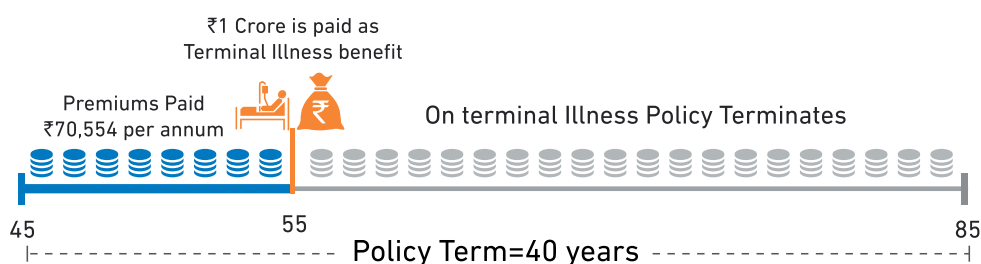 ₹1 Crore is paid as
Terminal Illness benefit
Premiums Paid
₹70,554 per annum
₹
On terminal Illness Policy Terminates
45
55
85
Policy Term=40 years